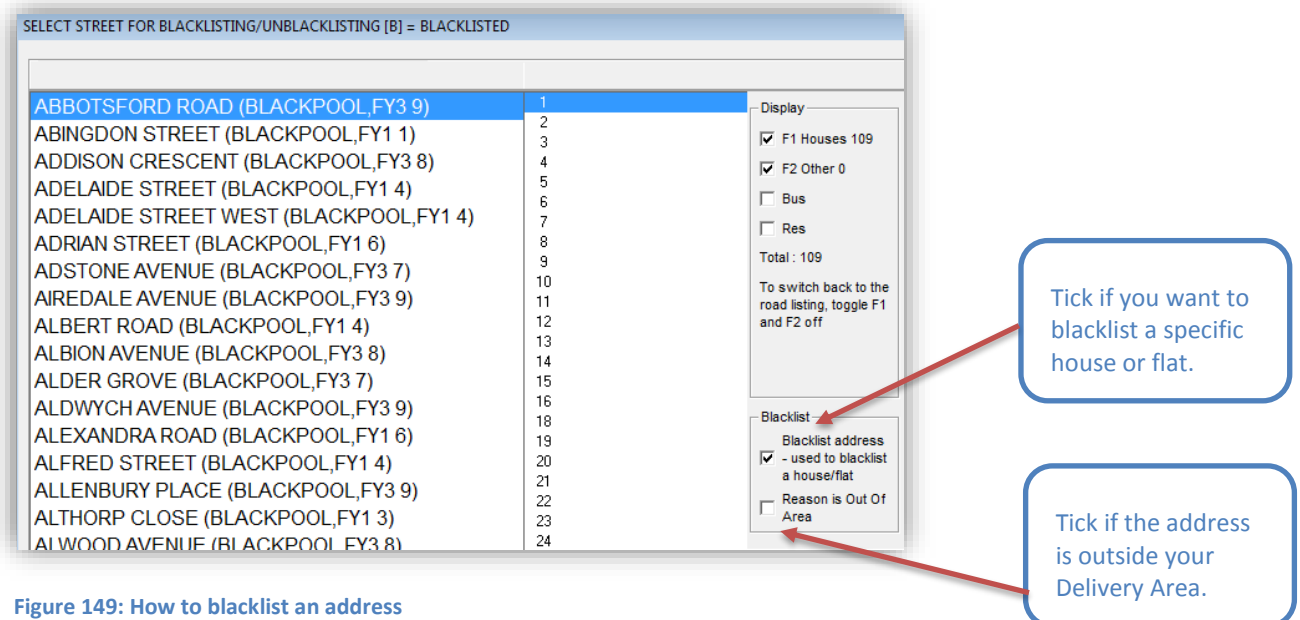 SELECT STREET FOR BLACKLISTING/UNBLACKLISTING [B] = BLACKLISTED
ABBOTSFORD ROAD (BLACKPOOL,FY3 9)
ABINGDON STREET (BLACKPOOL,FY1 1)
ADDISON CRESCENT (BLACKPOOL,FY3 8)
ADELAIDE STREET (BLACKPOOL,FY1 4)
ADELAIDE STREET WEST (BLACKPOOL,FY1 4)
ADRIAN STREET (BLACKPOOL,FY1 6)
ADSTONE AVENUE (BLACKPOOL,FY3 7)
AIREDALE AVENUE (BLACKPOOL,FY3 9)
ALBERT ROAD (BLACKPOOL,FY1 4)
ALBION AVENUE (BLACKPOOL,FY3 8)
ALDER GROVE (BLACKPOOL,FY3 7)
ALDWYCH AVENUE (BLACKPOOL,FY3 9)
ALEXANDRA ROAD (BLACKPOOL,FY1 6)
ALFRED STREET (BLACKPOOL,FY1 4)
ALLENBURY PLACE (BLACKPOOL,FY3 9)
ALTHORP CLOSE (BLACKPOOL,FY1 3)
ALWOOD AVENUE (BLACKPOOL,FY3 8)
1
2
3
4
5
6
7
8
9
10
11
12
13
14
15
16
18
19
20
21
22
23
24
Display
F1 Houses 109
F2 Other 0
Bus
Res
Total : 109
To switch back to the
road listing, toggle F1
and F2 off
Blacklist
Blacklist address
- used to blacklist
a house/flat
Reason is Out Of
Area
Tick if you want to
blacklist a specific
house or flat.
Tick if the address
is outside your
Delivery Area.
Figure 149: How to blacklist an address